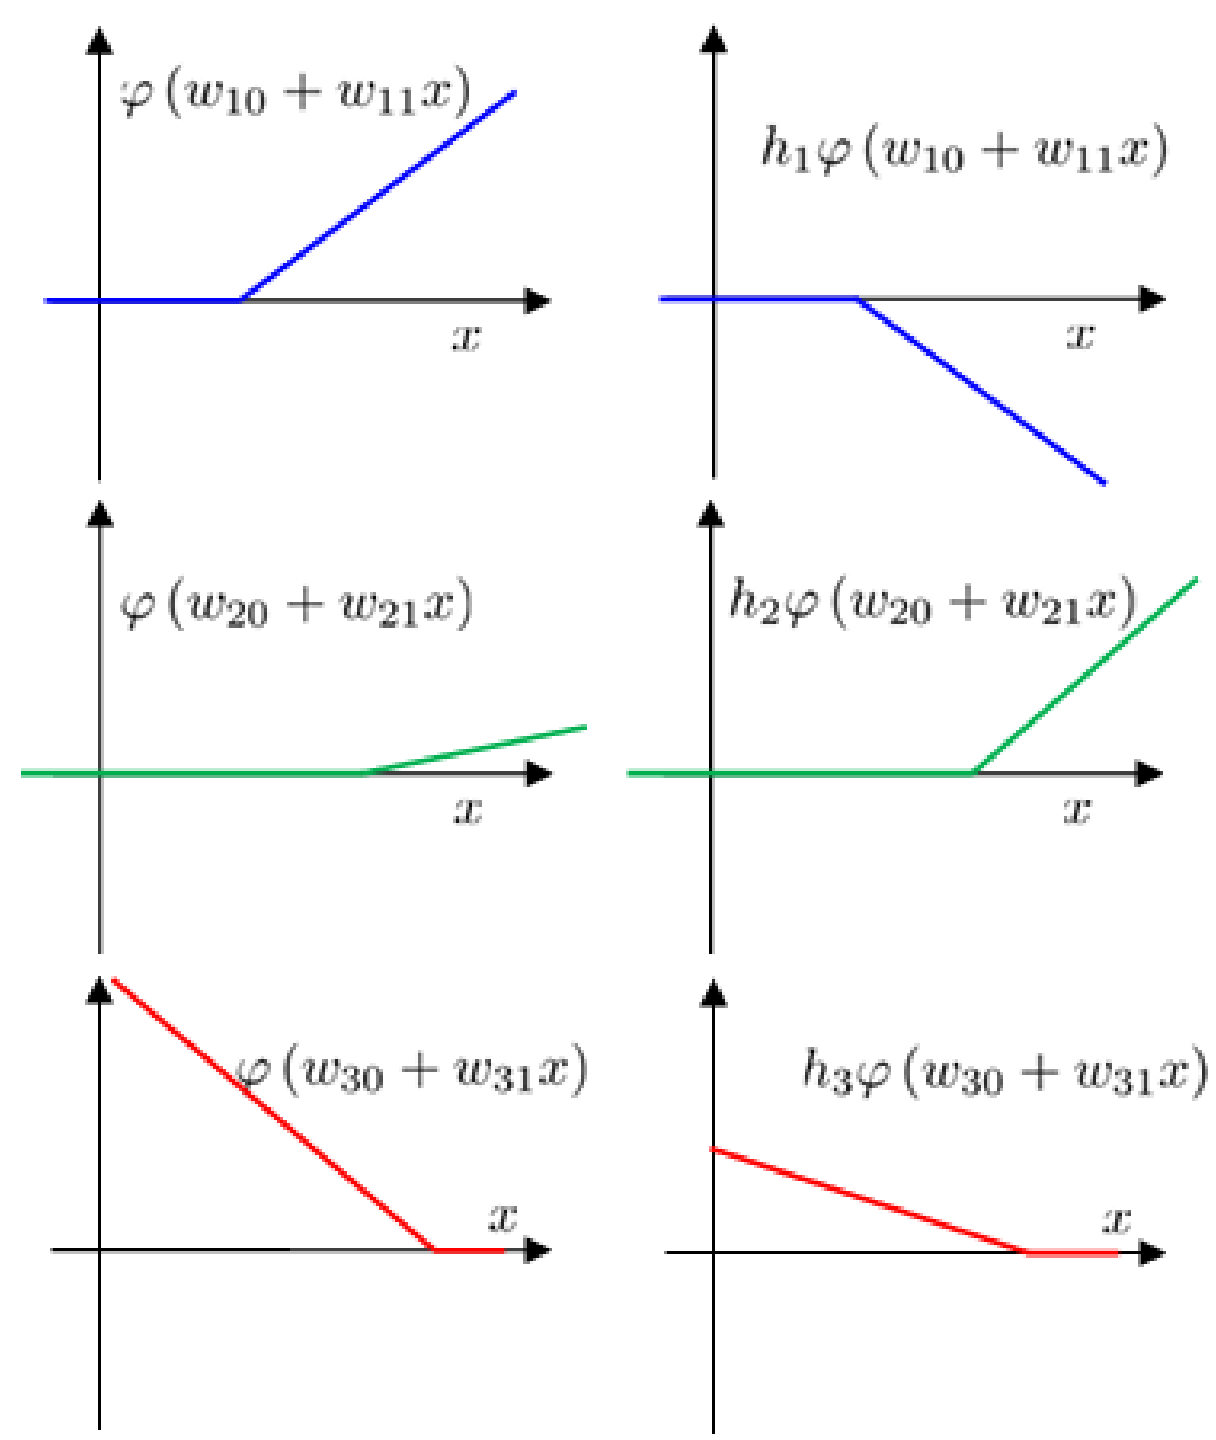 φ(w₁₀ + w₁₁x)
x
h₁φ(w₁₀ + w₁₁x)
x
φ(w₂₀ + w₂₁x)
x
h₂φ(w₂₀ + w₂₁x)
x
φ(w₃₀ + w₃₁x)
x
h₃φ(w₃₀ + w₃₁x)
x